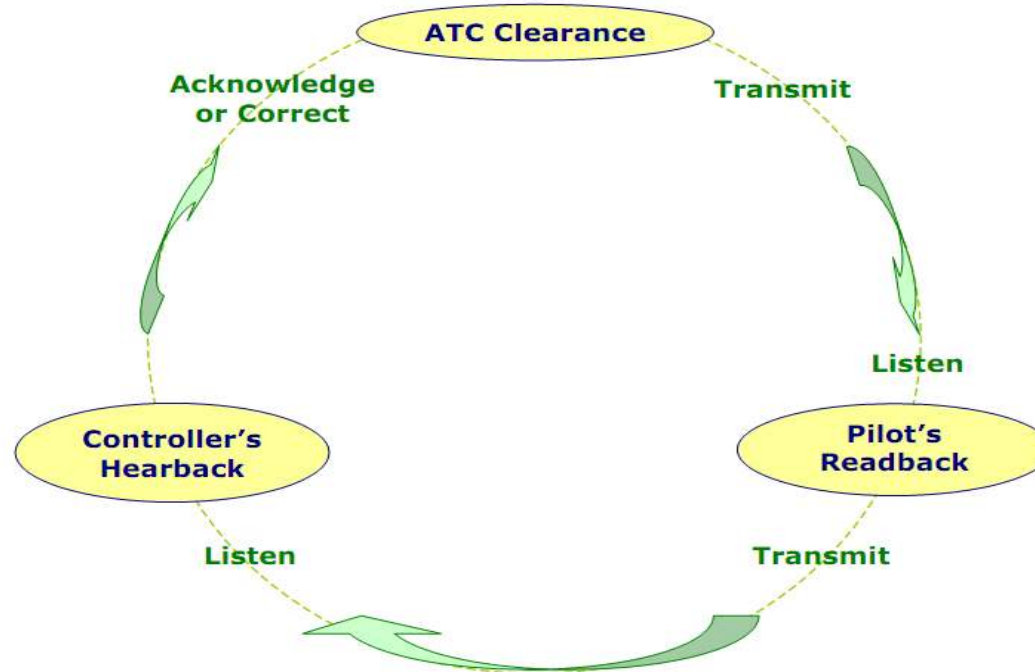 ATC Clearance
Acknowledge
or Correct
Transmit
Listen
Controller’s
Hearback
Pilot’s
Readback
Listen
Transmit